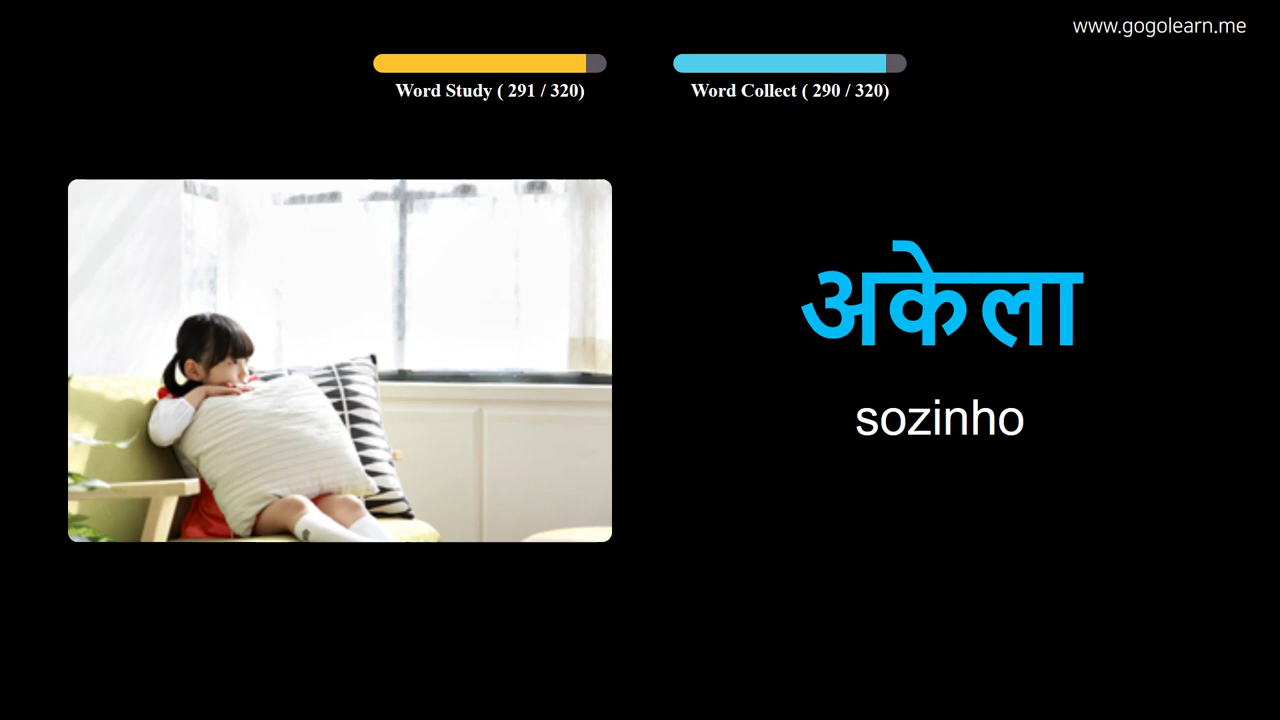 www.gogolearn.me
Word Study ( 291 / 320)
Word Collect ( 290 / 320)
अकेला
sozinho